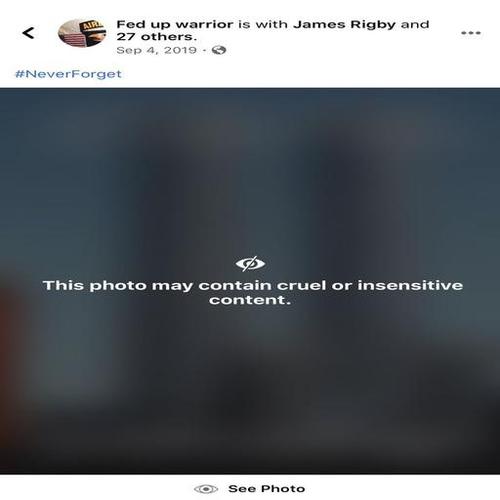 Fed up warrior is with James Rigby and
27 others.
Sep 4, 2019 ·
#NeverForget
This photo may contain cruel or insensitive
content.
See Photo